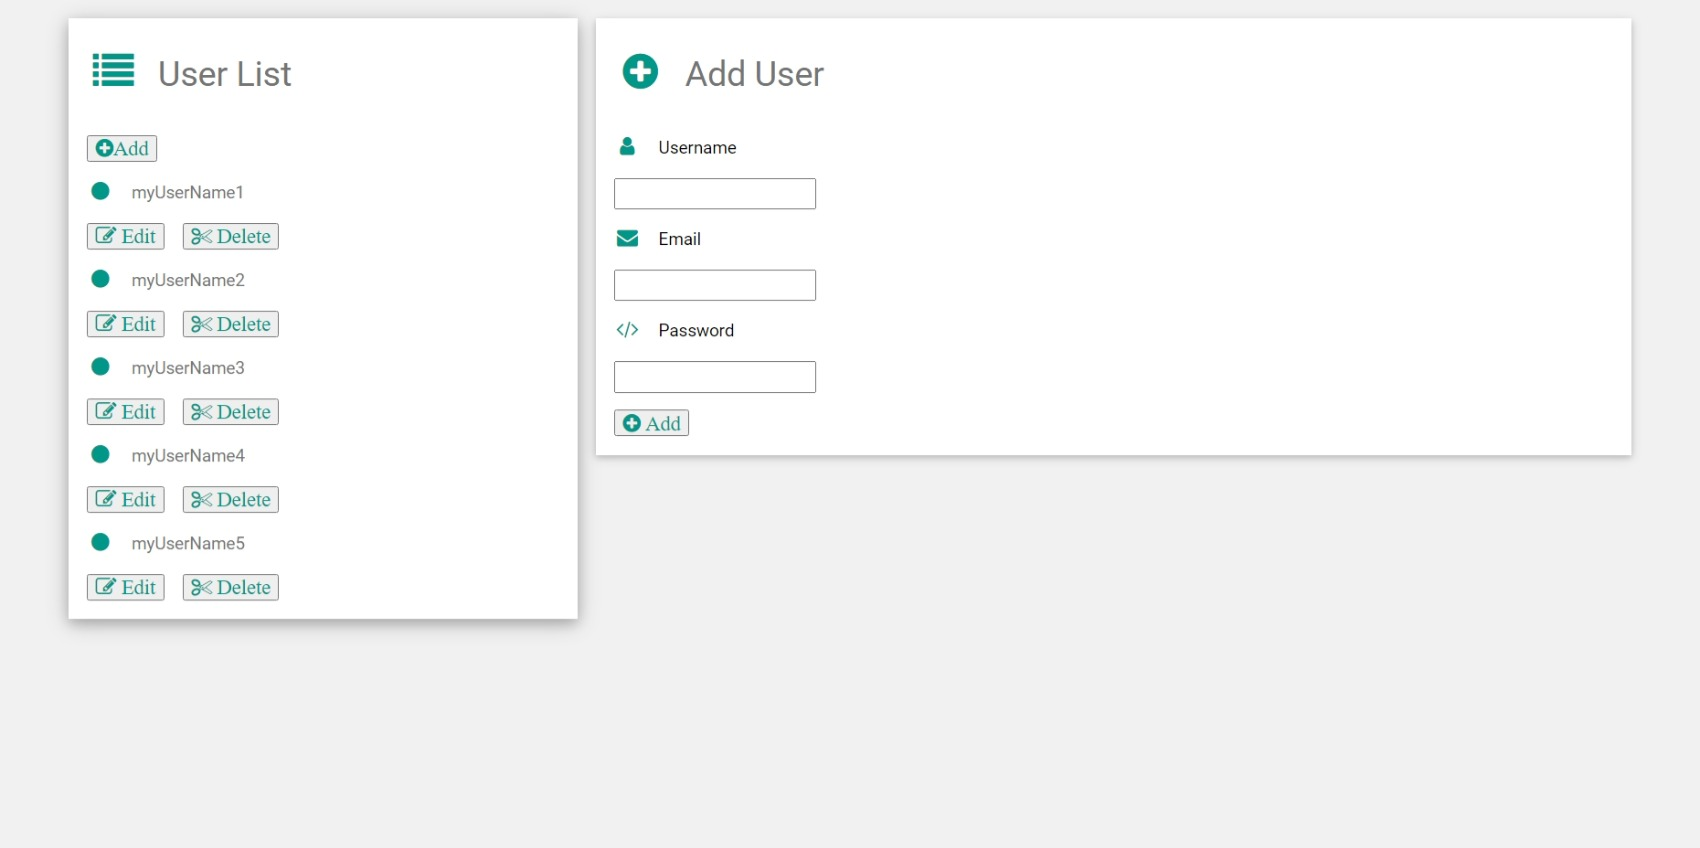 User List
Add
myUserName1
Edit Delete
myUserName2
Edit Delete
myUserName3
Edit Delete
myUserName4
Edit Delete
myUserName5
Edit Delete
Add User
Username
Email
Password
Add